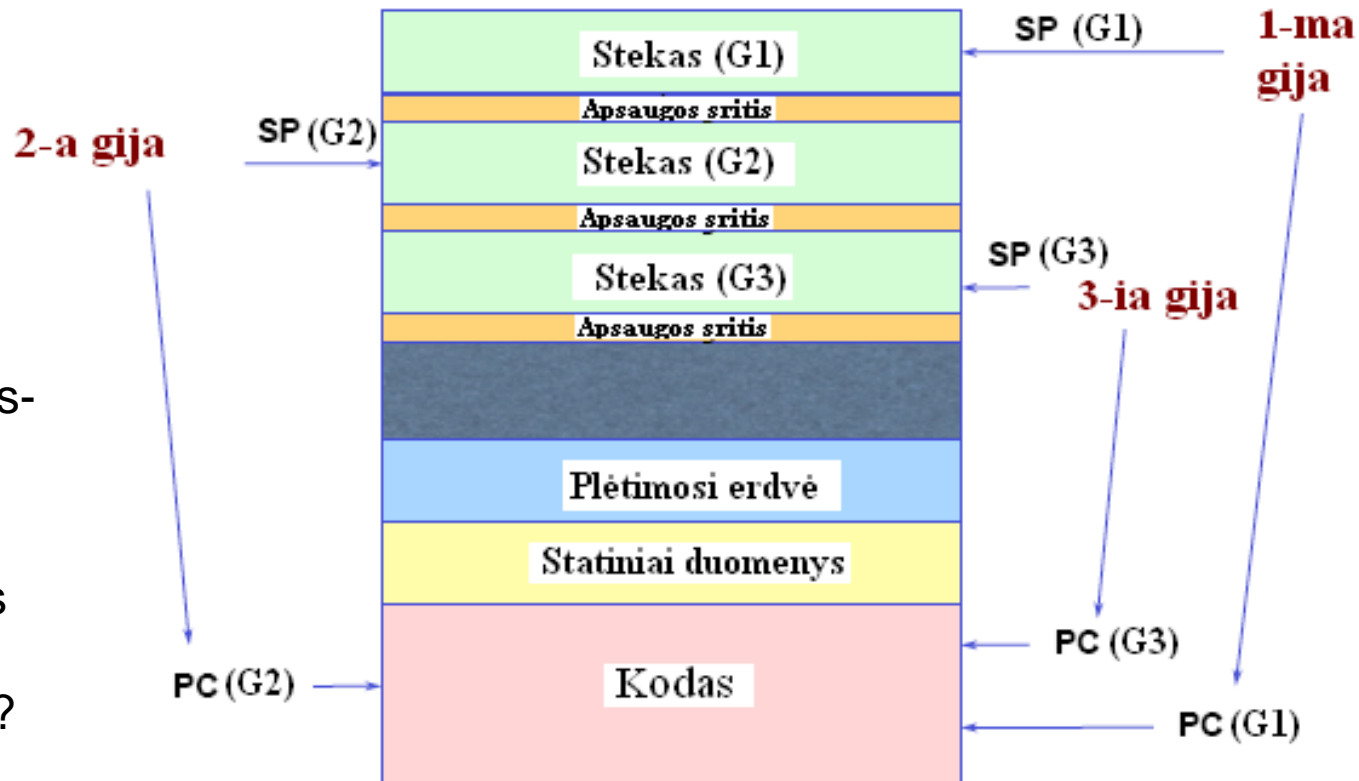 SP (G1)
1-ma
gija
Stekas (G1)
Apsaugos sritis
2-a gija
SP (G2)
Stekas (G2)
Apsaugos sritis
Stekas (G3)
SP (G3)
3-ia gija
Apsaugos sritis
s-
Plėtimosi erdvė
Statiniai duomenys
s
PC (G3)
PC (G2)
Kodas
?
PC (G1)